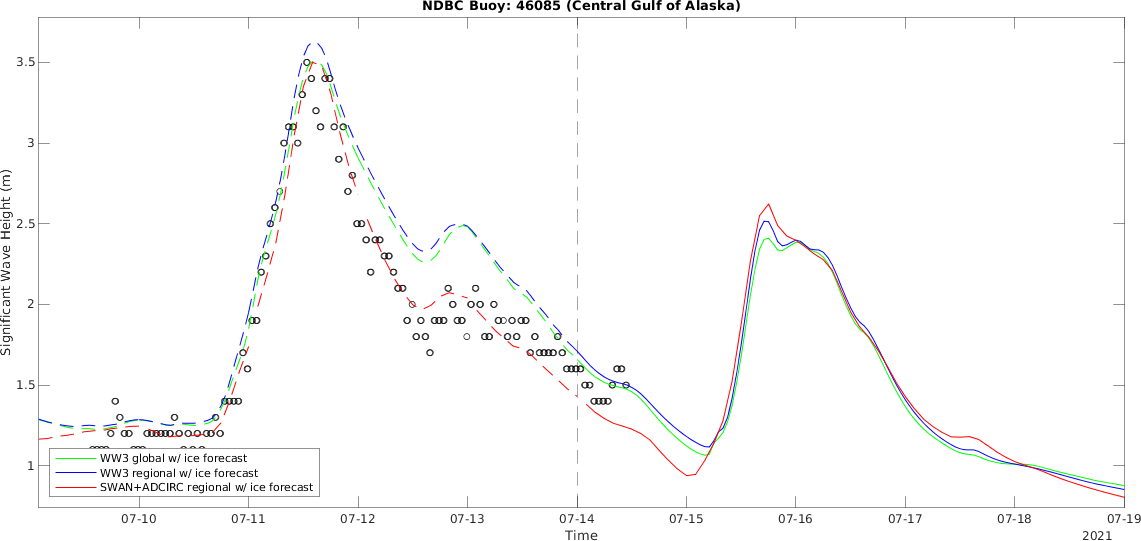 NDBC Buoy: 46085 (Central Gulf of Alaska)
Significant Wave Height (m)
3.5
3
2.5
2
1.5
1
WW3 global w/ ice forecast
WW3 regional w/ ice forecast
SWAN+ADCIRC regional w/ ice forecast
07-10 07-11 07-12 07-13 07-14 07-15 07-16 07-17 07-18 07-19
Time
2021